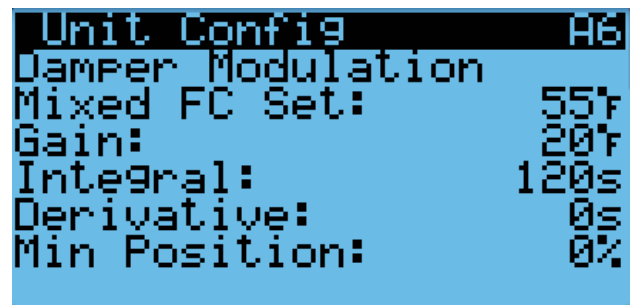 Unit Config A6
Damper Modulation
Mixed FC Set: 55°F
Gain: 20°F
Integral: 120s
Derivative: 0s
Min Position: 0%